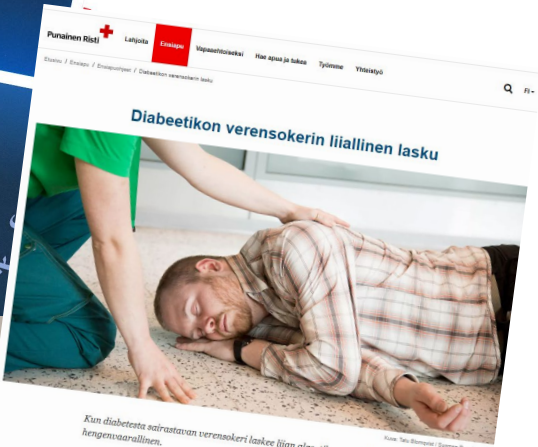 Punainen Risti
Lahjoita
Ensiapu
Vapaaehtoiseksi
Hae apua ja tukea
Työmme
Yhteistyö
FI
Etusivu / Ensiapu / Ensiapuohjeet / Diabeetikon verensokerin lasku
Diabeetikon verensokerin liiallinen lasku
Kuva:
Kun diabetesta sairastavan verensokeri laskee liian
hengenvaarallinen.